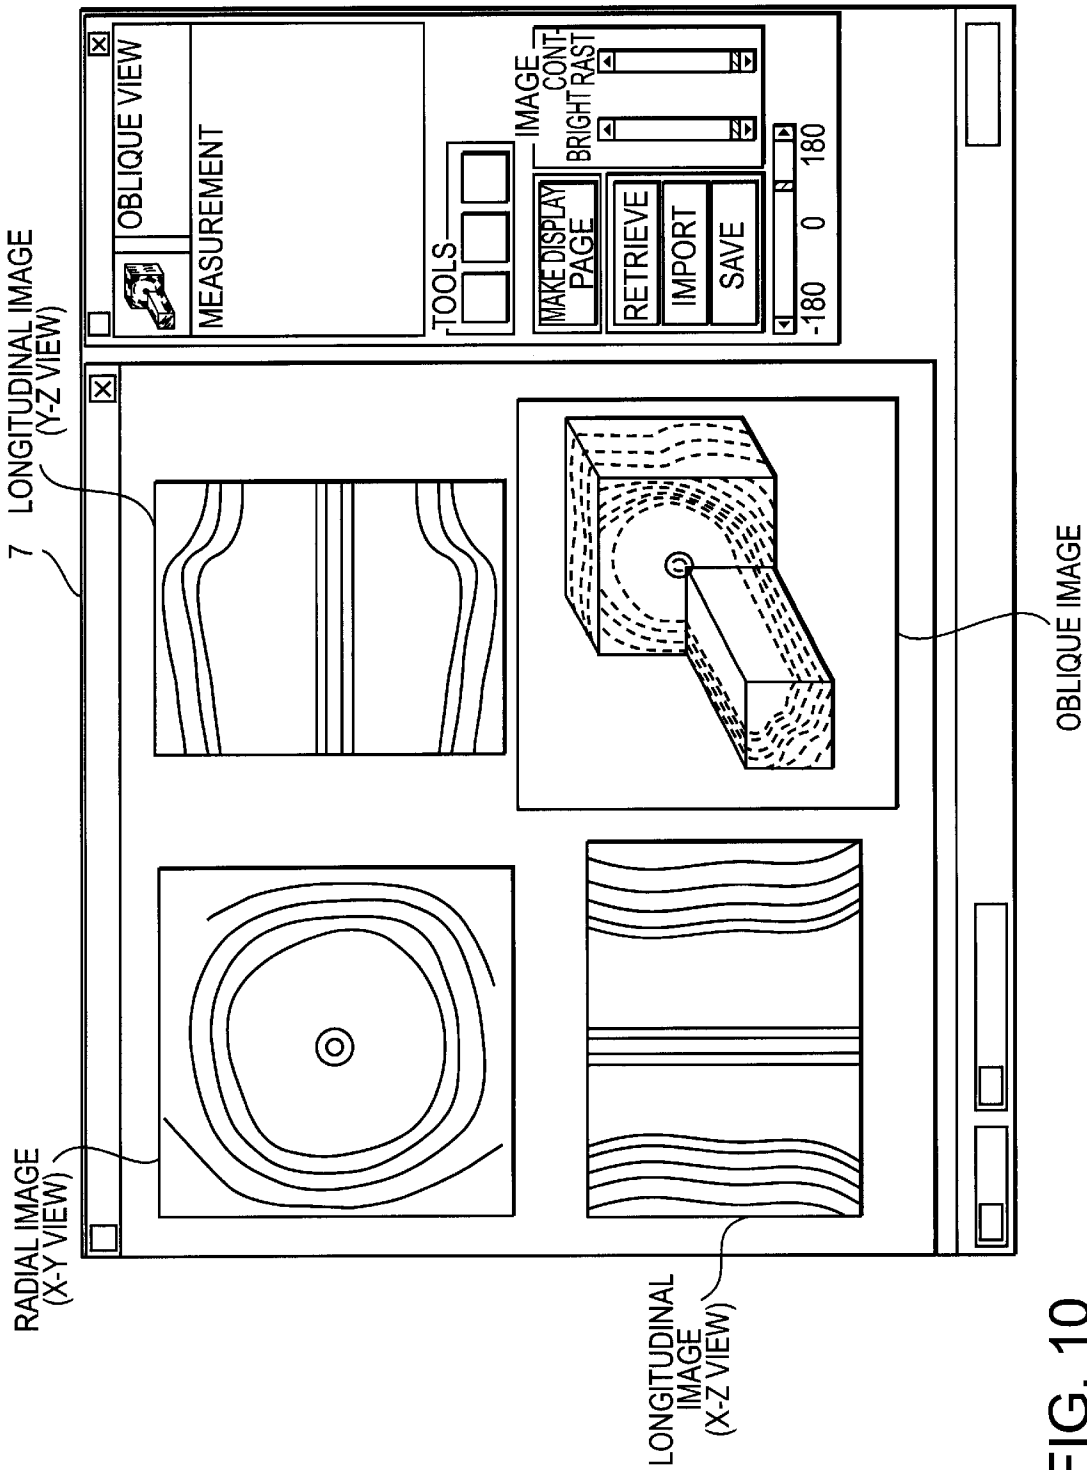 RADIAL IMAGE
(X-Y VIEW)
7
LONGITUDINAL IMAGE
(Y-Z VIEW)
OBLIQUE VIEW
MEASUREMENT
TOOLS
MAKE DISPLAY
PAGE
IMAGE
BRIGHT
CONT-
RAST
RETRIEVE
IMPORT
SAVE
-180 0 180
LONGITUDINAL
IMAGE
(X-Z VIEW)
OBLIQUE IMAGE
FIG. 10